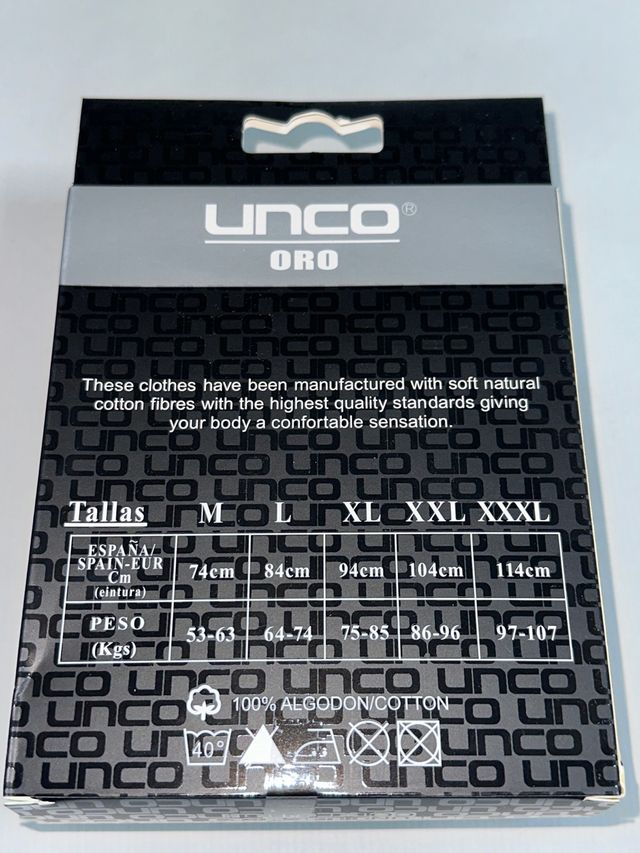 UNCO®
ORO
These clothes have been manufactured with soft natural
cotton fibres with the highest quality standards giving
your body a confortable sensation.
Tallas M L XL XXL XXXL
ESPAÑA/
SPAIN-EUR
Cm
(eintura)
74cm 84cm 94cm 104cm 114cm
PESO
(Kgs)
53-63 64-74 75-85 86-96 97-107
100% ALGODON/COTTON
40°